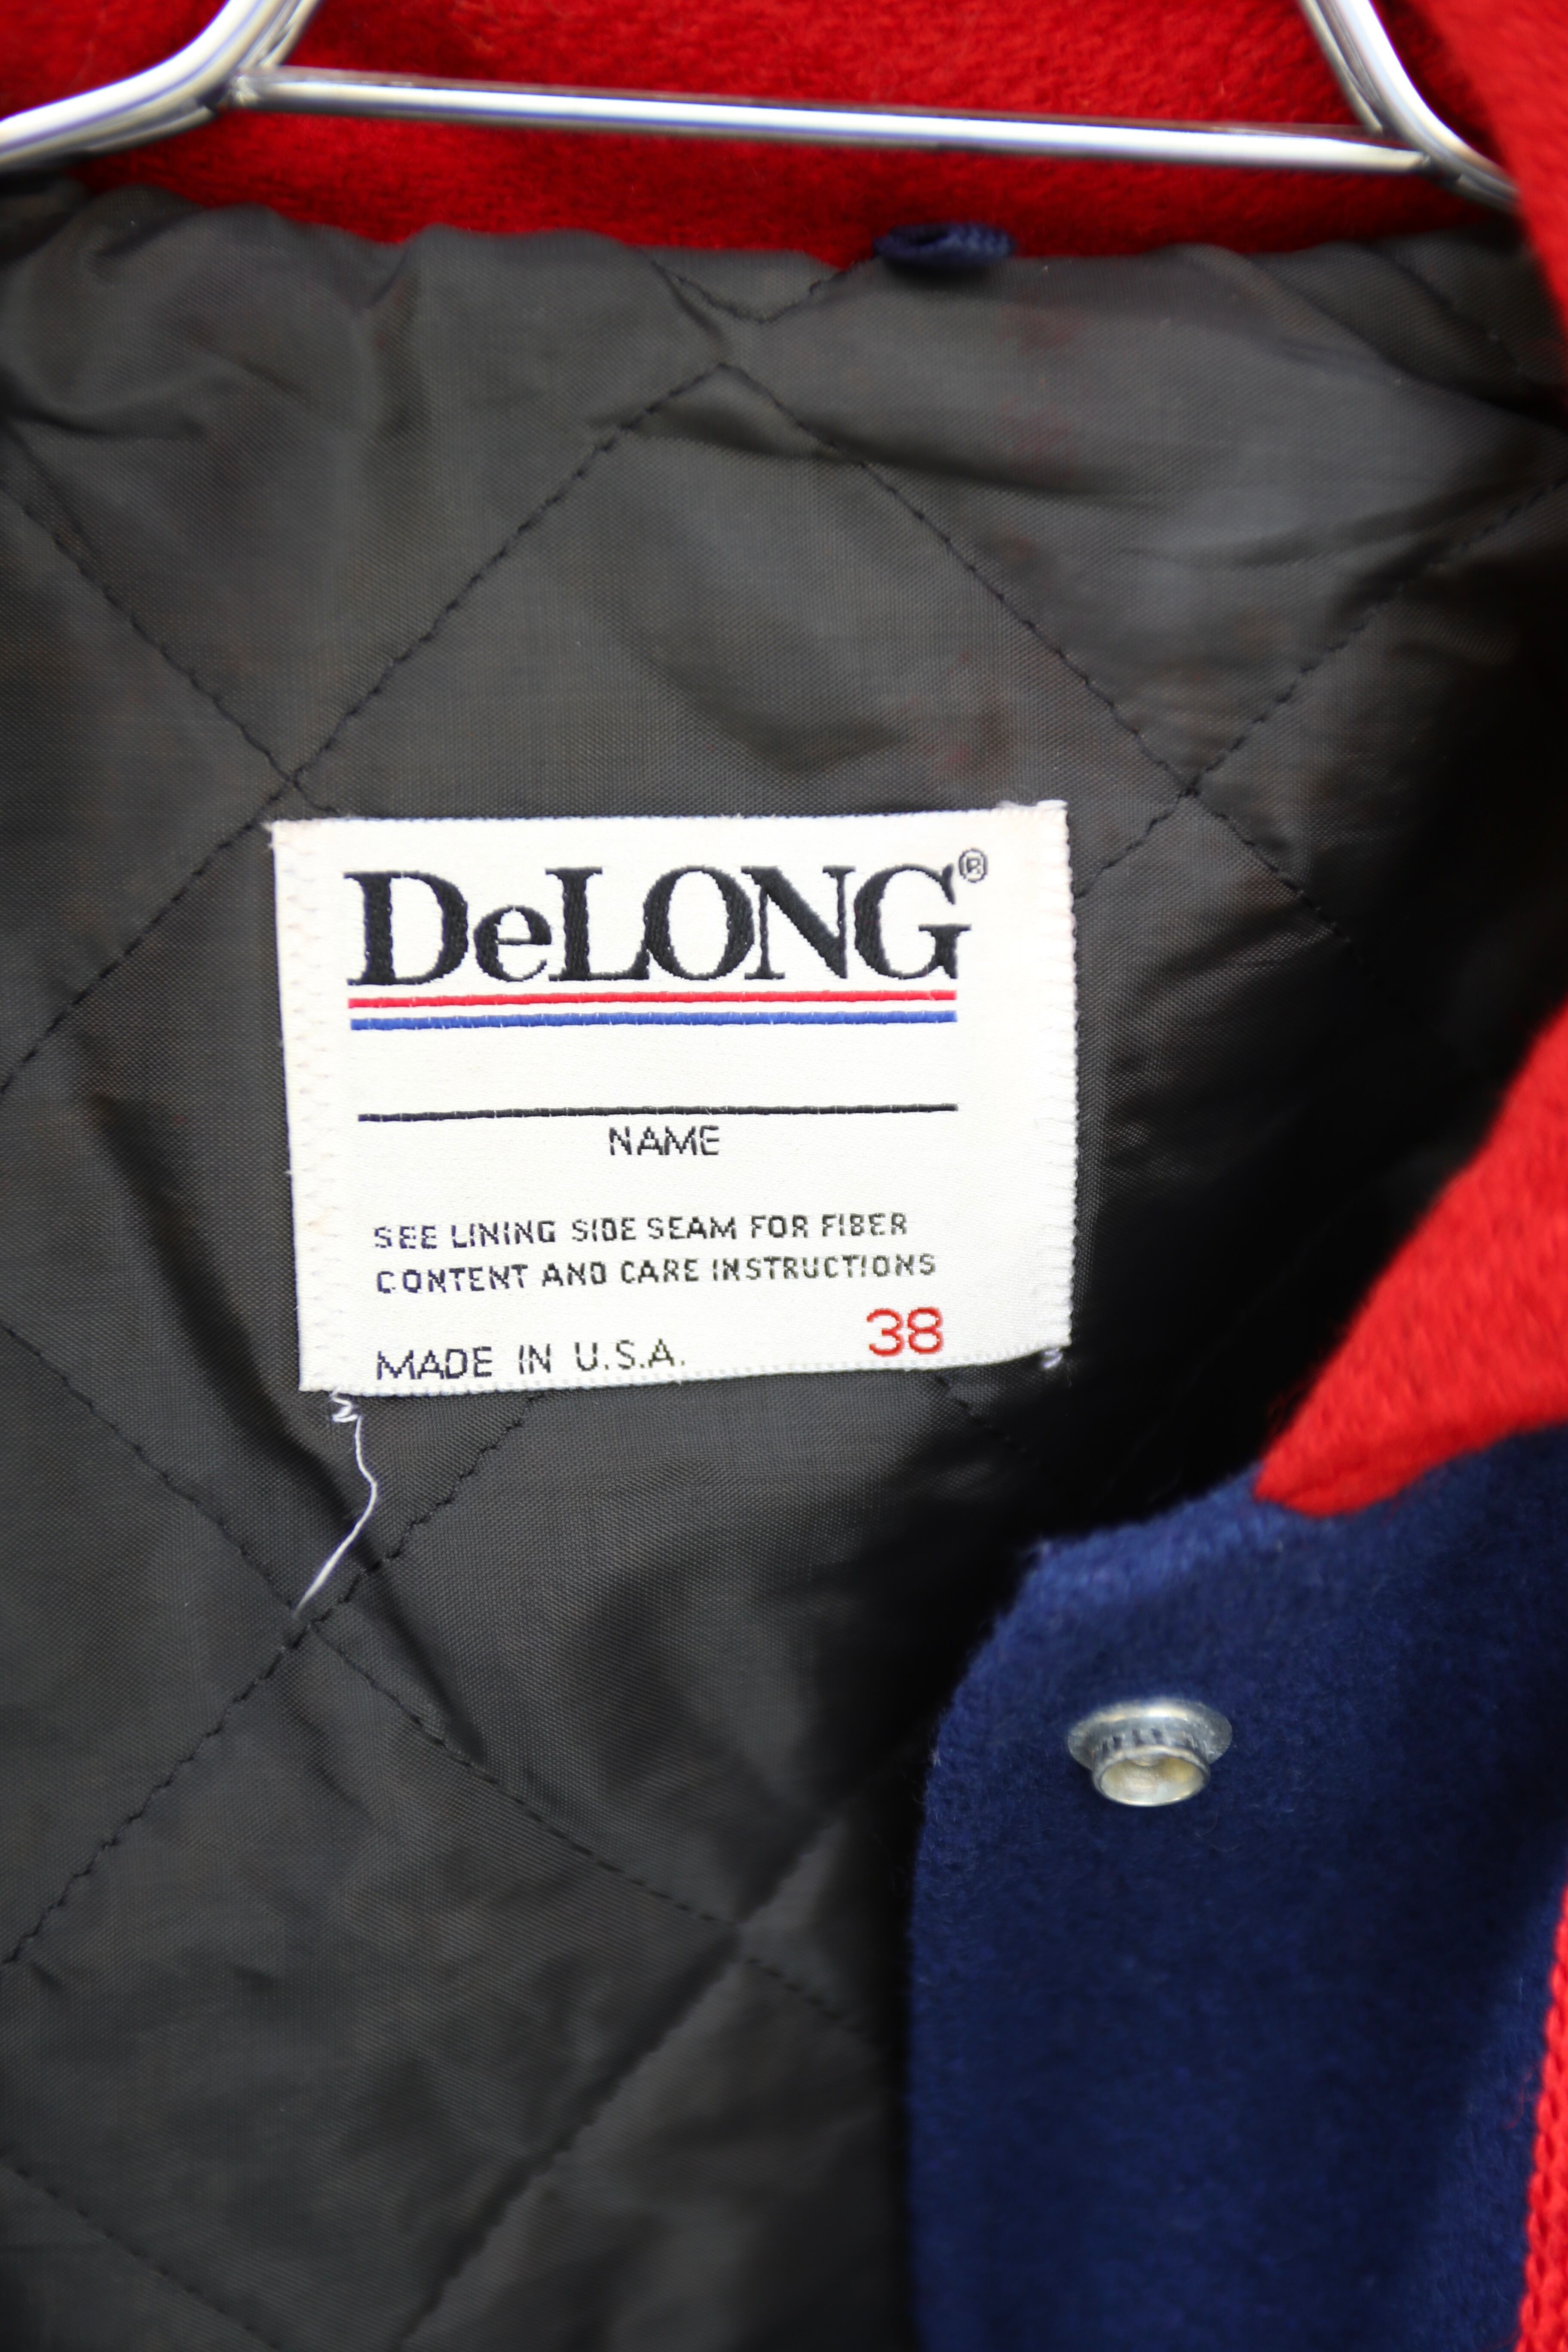 DeLONG®
NAME
SEE LINING SIDE SEAM FOR FIBER
CONTENT AND CARE INSTRUCTIONS
MADE IN U.S.A. 38